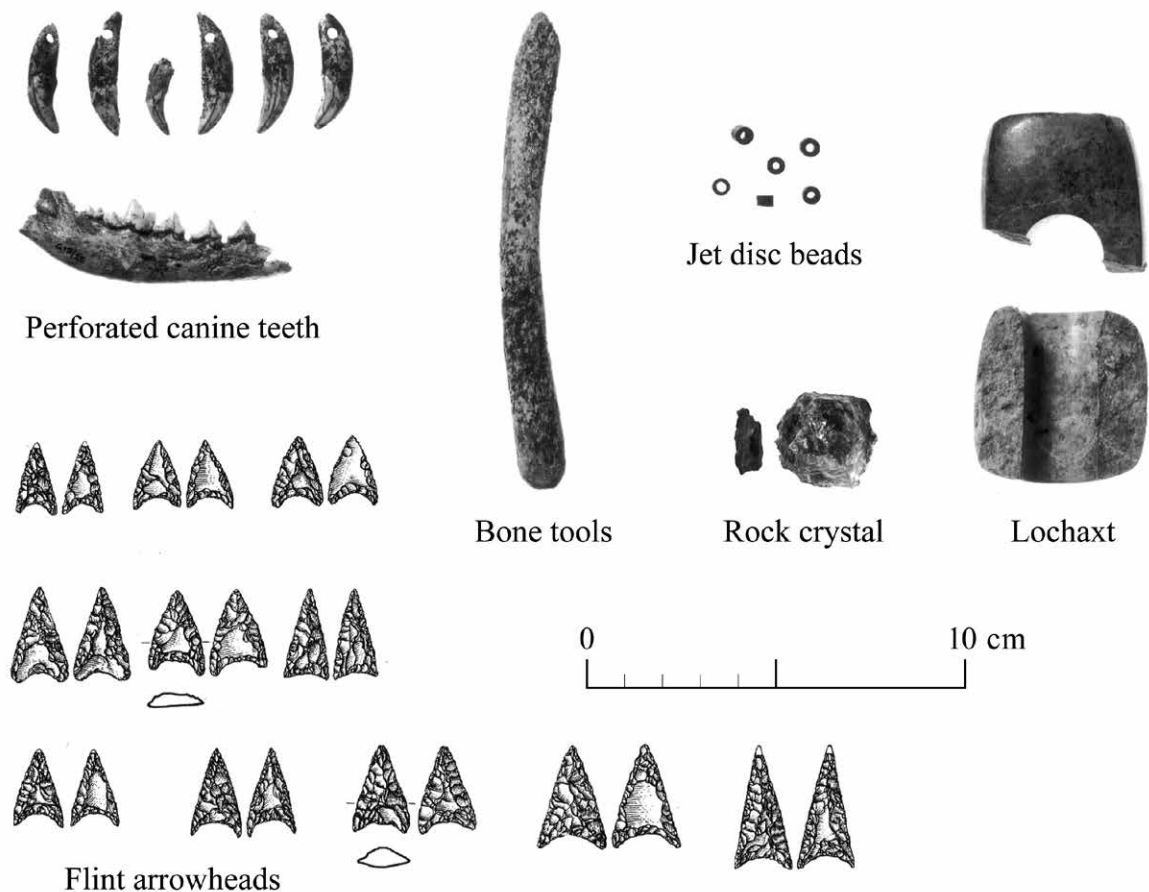 Perforated canine teeth
Jet disc beads
Bone tools
Rock crystal
Lochaxt
0 10 cm
Flint arrowheads